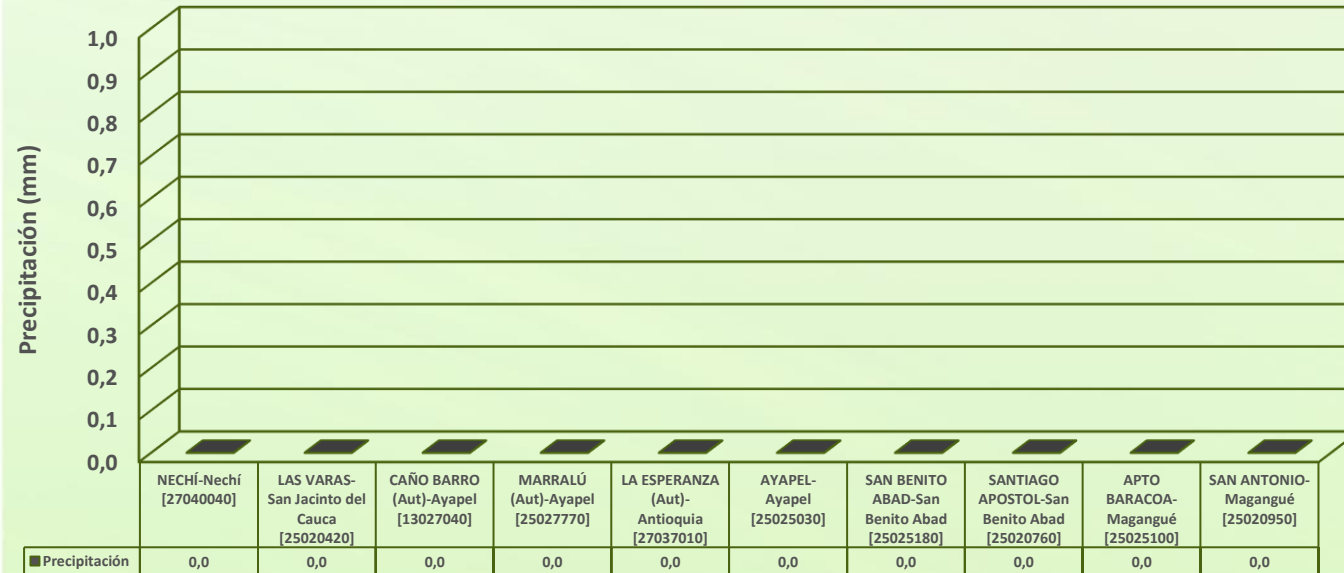 Precipitación (mm)
1,0
0,9
0,8
0,7
0,6
0,5
0,4
0,3
0,2
0,1
0,0
NECHÍ-Nechí
[27040040]
LAS VARAS-
San Jacinto del
Cauca
[25020420]
CAÑO BARRO
(Aut)-Ayapel
[13027040]
MARRALÚ
(Aut)-Ayapel
[25027770]
LA ESPERANZA
(Aut)-
Antioquia
[27037010]
AYAPEL-
Ayapel
[25025030]
SAN BENITO
ABAD-San
Benito Abad
[25025180]
SANTIAGO
APOSTOL-San
Benito Abad
[25020760]
APTO
BARACOA-
Magangué
[25025100]
SAN ANTONIO-
Magangué
[25020950]
Precipitación 0,0 0,0 0,0 0,0 0,0 0,0 0,0 0,0 0,0 0,0